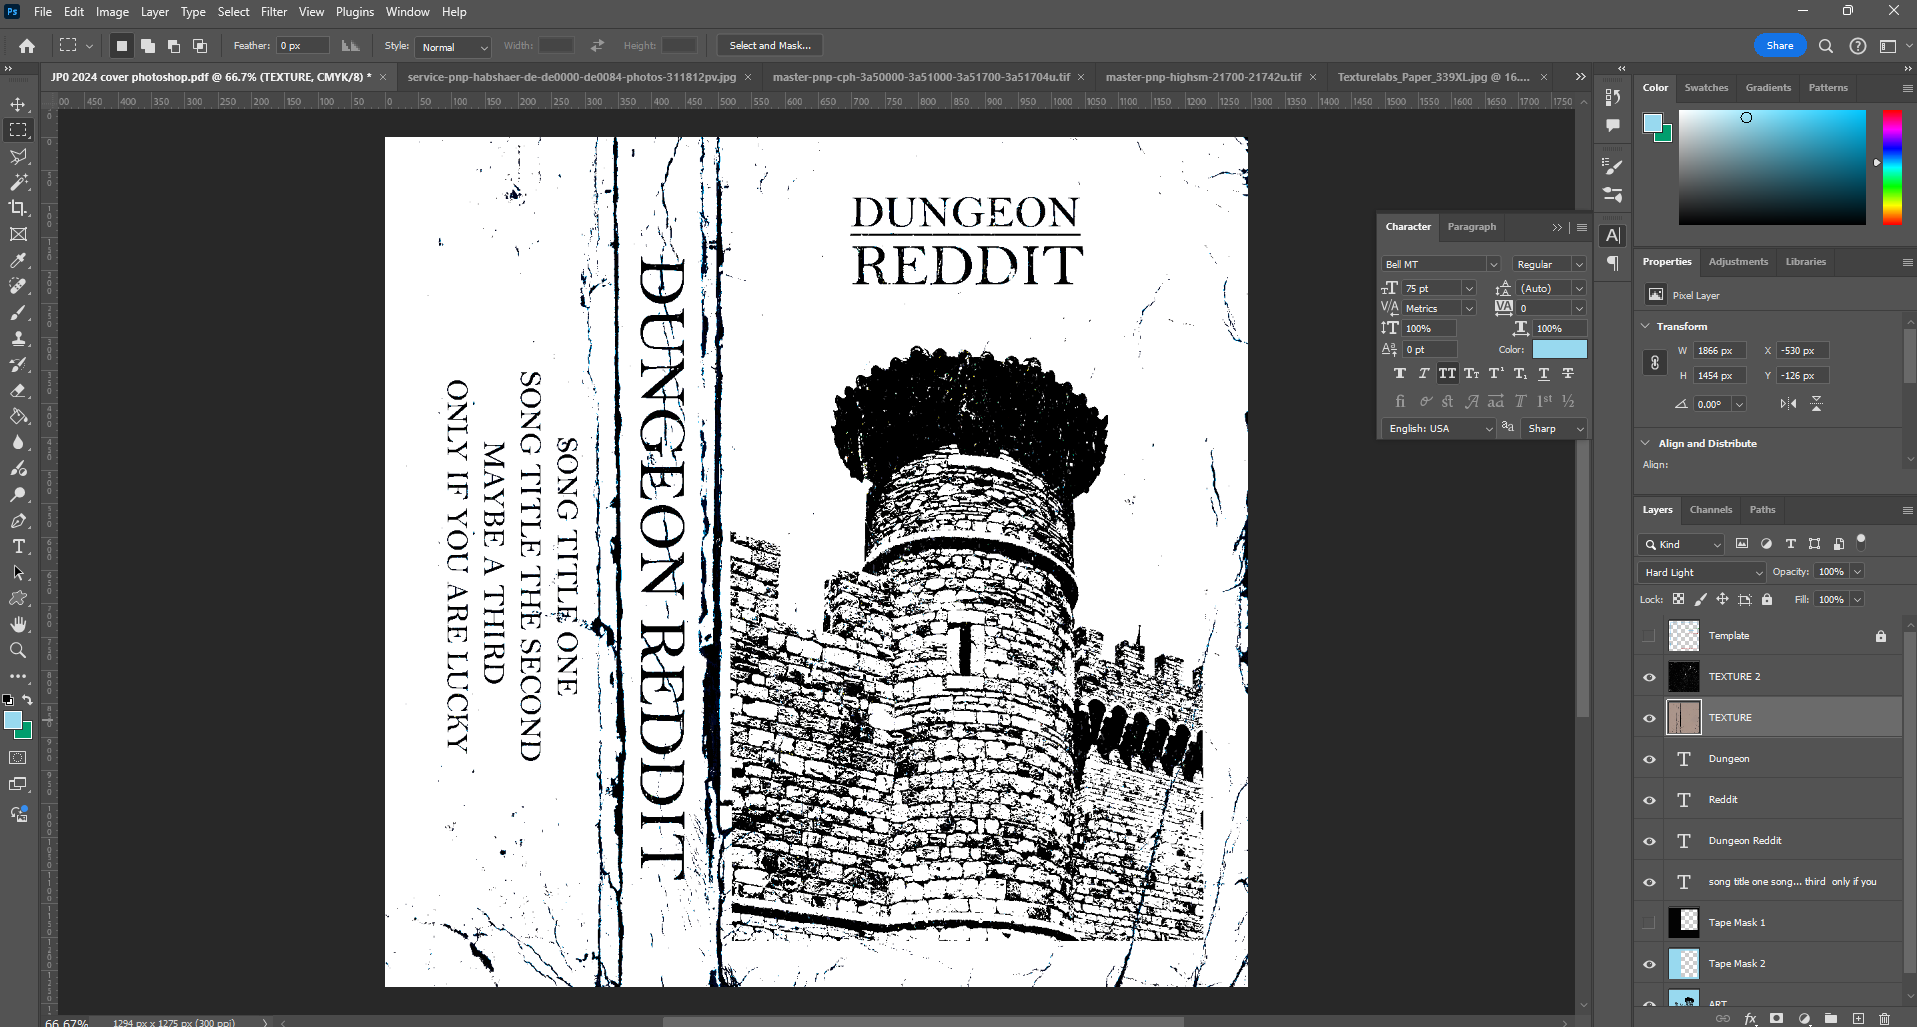 Ps File Edit Image Layer Type Select Filter View Plugins Window Help
Feather: 0 px Style: Normal Width: Height: Select and Mask... Share
JP0 2024 cover photoshop.pdf @ 66.7% (TEXTURE, CMYK/8) *
service-pnp-habshaer-de-de0000-de0084-photos-311812pv.jpg
master-pnp-cph-3a50000-3a51000-3a51700-3a51704u.tif
master-pnp-highsm-21700-21742u.tif
Texturelabs_Paper_339XL.jpg @ 16....
00 450 400 350 300 250 200 150 100 50 0 50 100 150 200 250 300 350 400 450 500 550 600 650 700 750 800 850 900 950 1000 1050 1100 1150 1200 1250 1300 1350 1400 1450 1500 1550 1600 1650 1700 1750
DUNGEON
REDDIT
DUNGEON REDDIT
SONG TITLE ONE
SONG TITLE THE SECOND
MAYBE A THIRD
ONLY IF YOU ARE LUCKY
Character Paragraph
Bell MT Regular
75 pt (Auto)
Metrics 0
100% 100%
0 pt Color:
English: USA Sharp
Color Swatches Gradients Patterns
Properties Adjustments Libraries
Pixel Layer
Transform
W 1866 px X -530 px
H 1454 px Y -126 px
0.00°
Align and Distribute
Align:
Layers Channels Paths
Kind
Hard Light Opacity: 100%
Lock: Fill: 100%
Template
TEXTURE 2
TEXTURE
Dungeon
Reddit
Dungeon Reddit
song title one song... third only if you
Tape Mask 1
Tape Mask 2
ART
66.67% 1294 px x 1275 px (300 ppi)